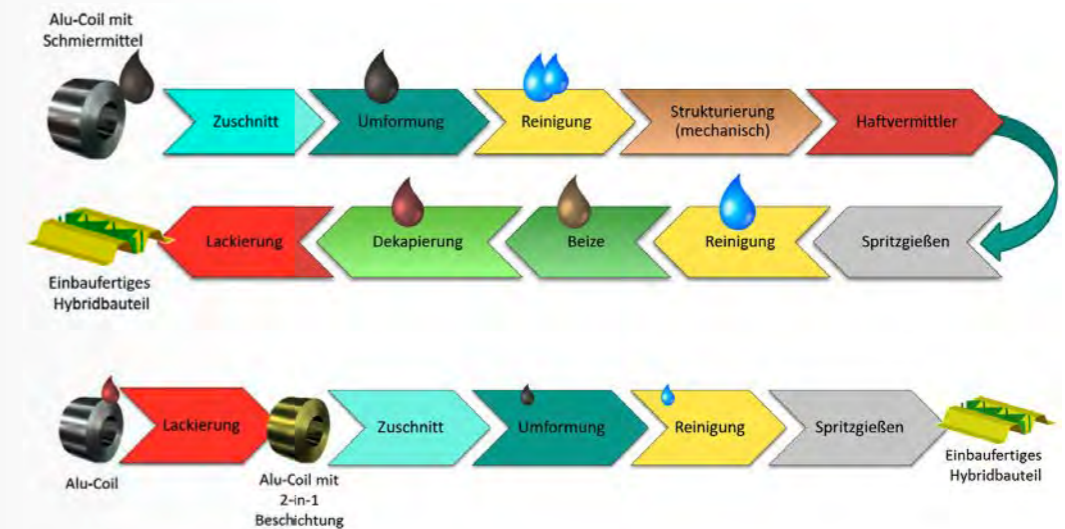 Alu-Coil mit
Schmiermittel
Zuschnitt
Umformung
Reinigung
Strukturierung
(mechanisch)
Haftvermittler
Lackierung
Dekapierung
Beize
Reinigung
Spritzgießen
Einbaufertiges
Hybridbauteil
Lackierung
Zuschnitt
Umformung
Reinigung
Spritzgießen
Alu-Coil
Alu-Coil mit
2-in-1
Beschichtung
Einbaufertiges
Hybridbauteil